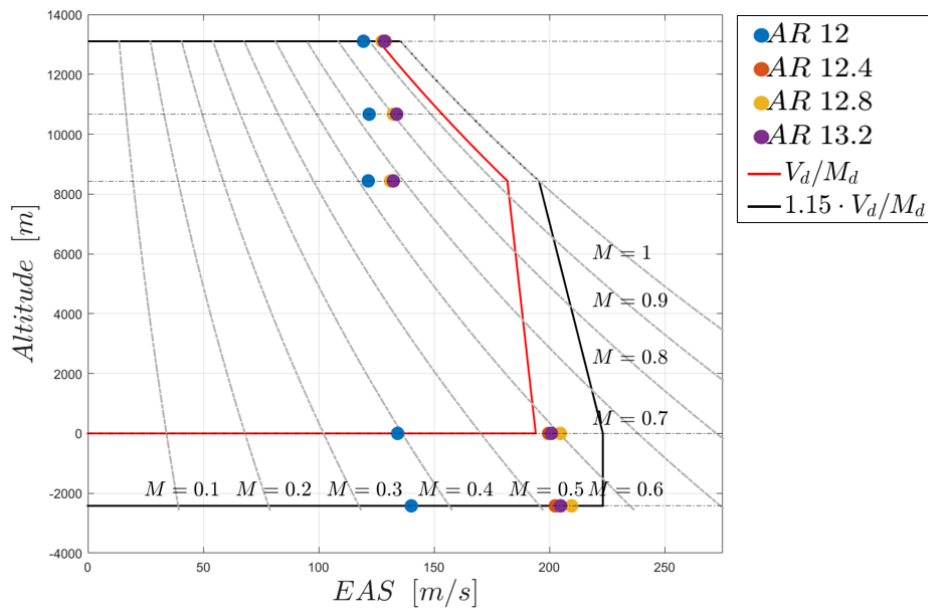 14000
12000
10000
8000
6000
4000
2000
0
-2000
-4000
0 50 100 150 200 250
Altitude [m]
EAS [m/s]
M = 1
M = 0.9
M = 0.8
M = 0.7
M = 0.1 M = 0.2 M = 0.3 M = 0.4 M = 0.5 M = 0.6
AR 12
AR 12.4
AR 12.8
AR 13.2
V_d/M_d
1.15 · V_d/M_d